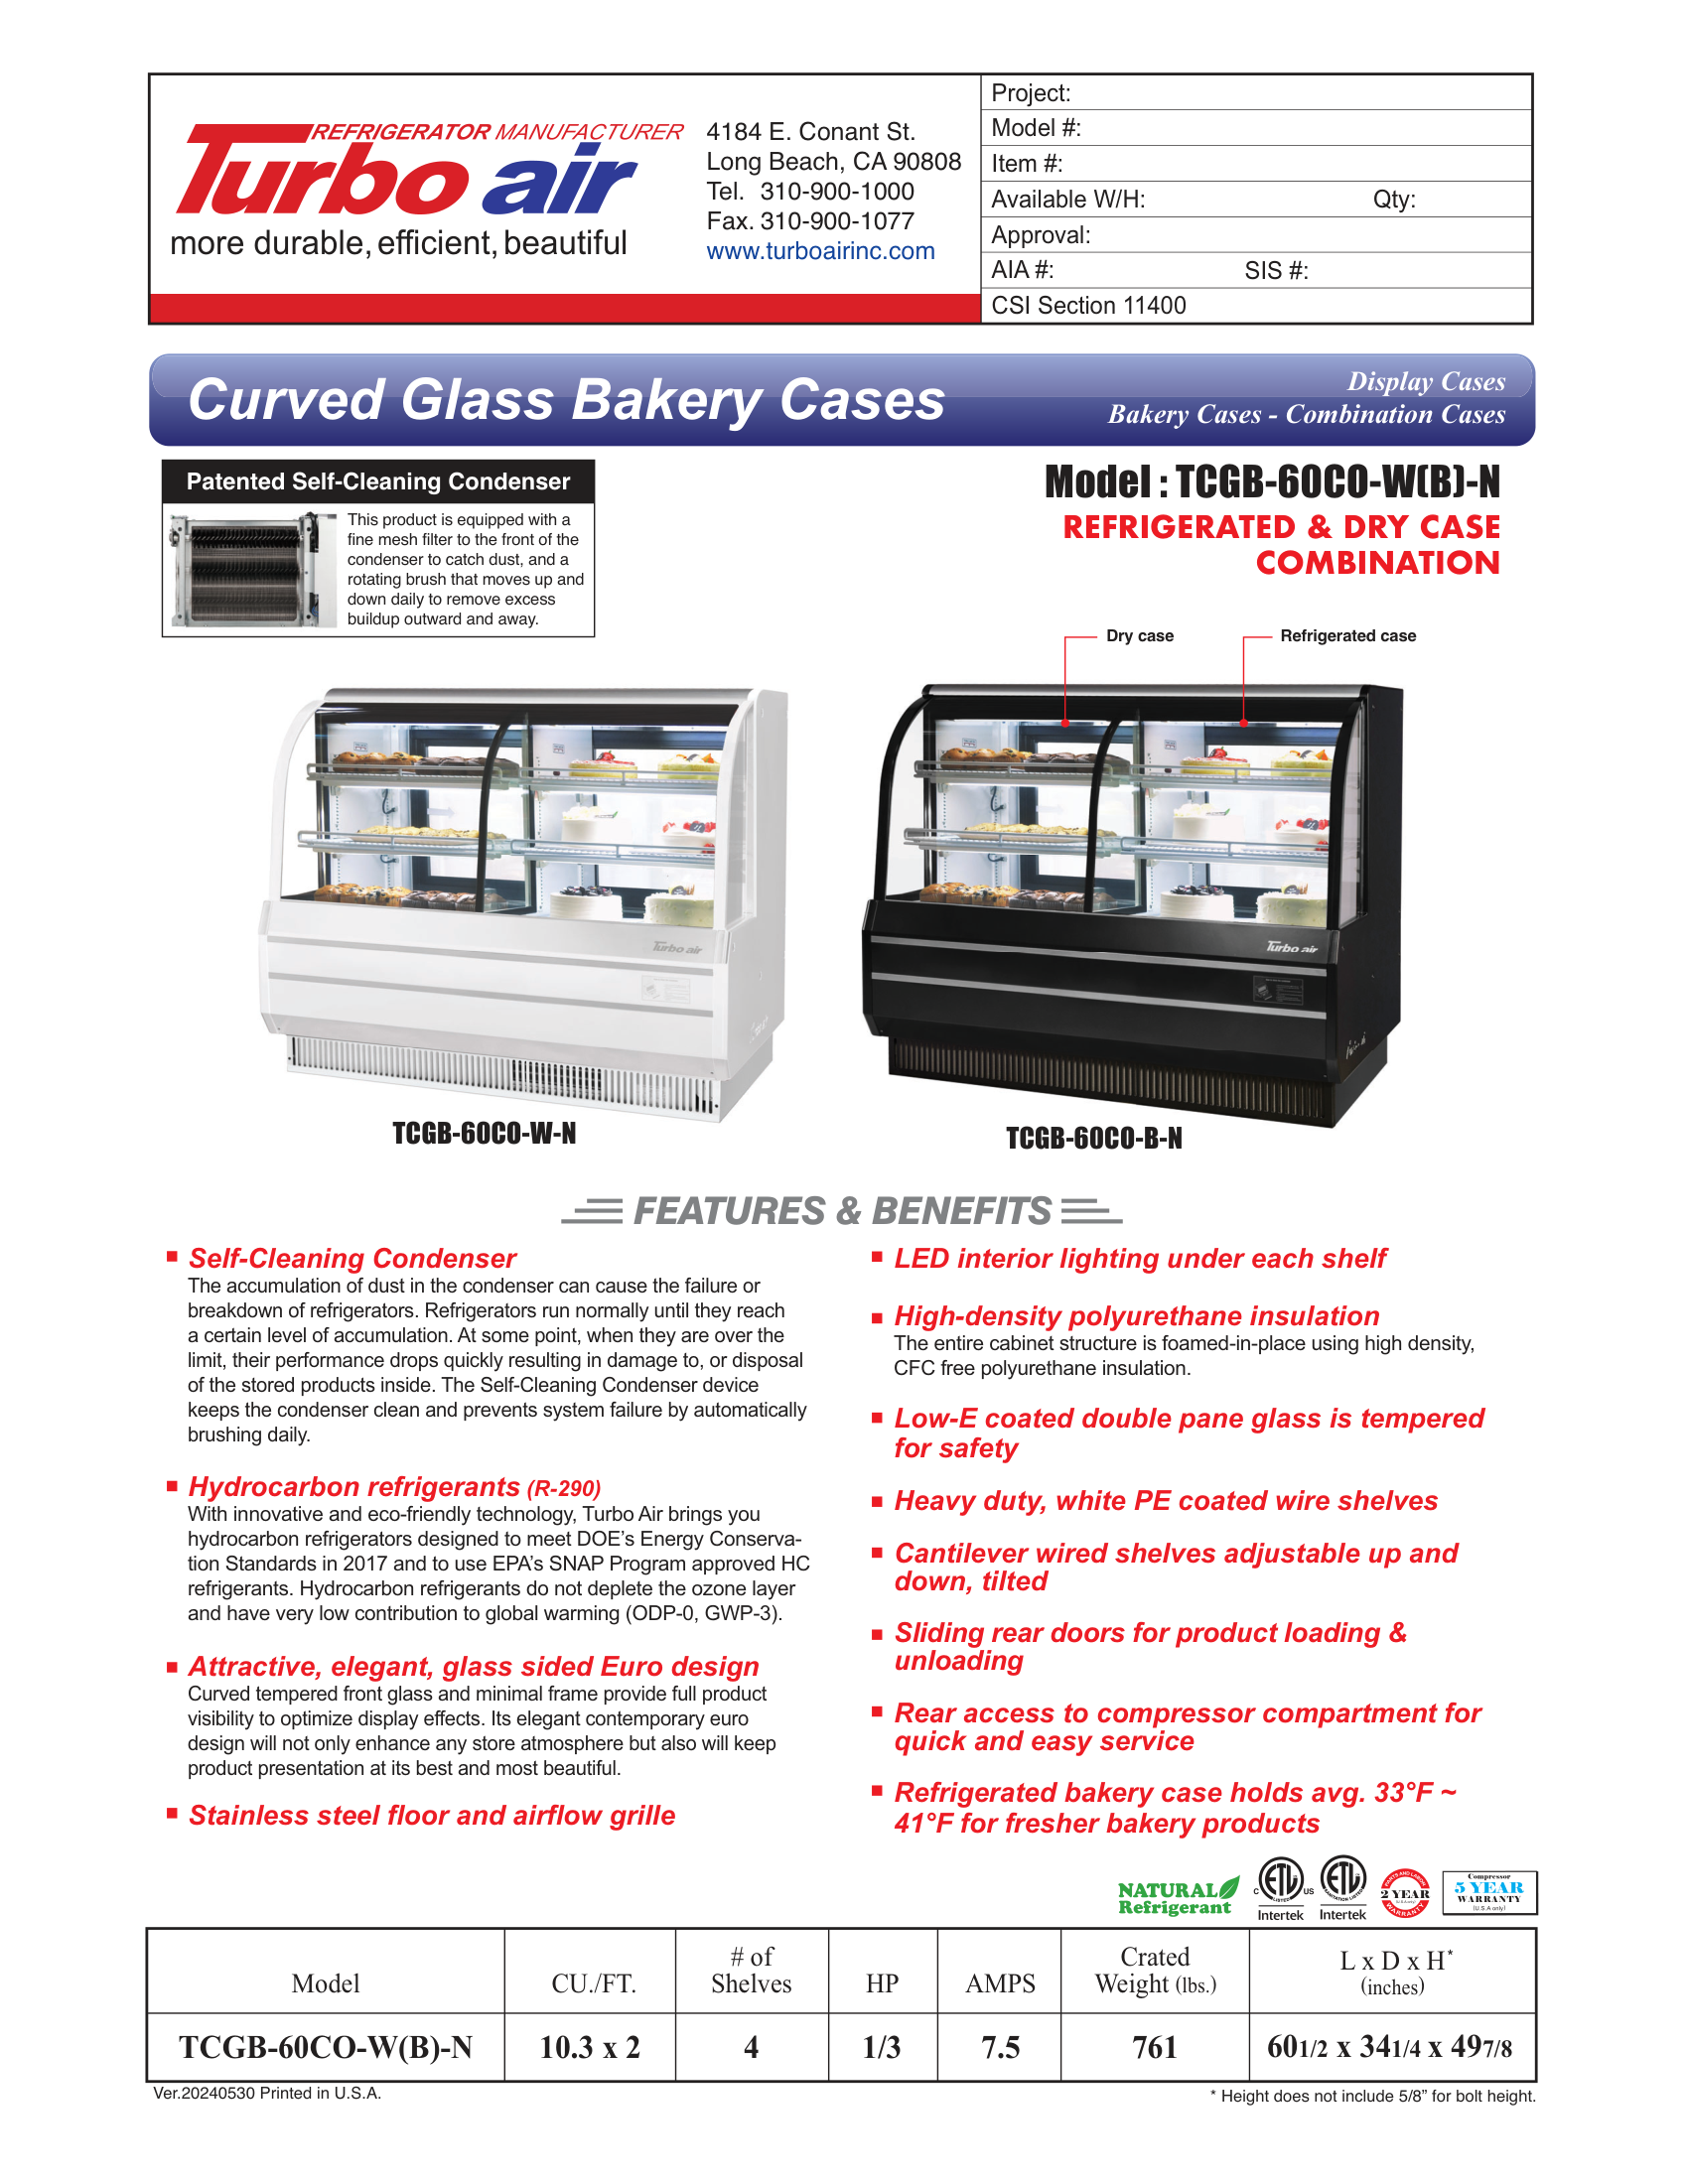 REFRIGERATOR MANUFACTURER
Turbo air
more durable, efficient, beautiful
4184 E. Conant St.
Long Beach, CA 90808
Tel. 310-900-1000
Fax. 310-900-1077
www.turboairinc.com
Project:
Model #:
Item #:
Available W/H: Qty:
Approval:
AIA #: SIS #:
CSI Section 11400
Curved Glass Bakery Cases
Display Cases
Bakery Cases - Combination Cases
Patented Self-Cleaning Condenser
This product is equipped with a
fine mesh filter to the front of the
condenser to catch dust, and a
rotating brush that moves up and
down daily to remove excess
buildup outward and away.
Model : TCGB-60CO-W(B)-N
REFRIGERATED & DRY CASE
COMBINATION
Dry case
Refrigerated case
Turbo air
Turbo air
TCGB-60CO-W-N
TCGB-60CO-B-N
FEATURES & BENEFITS
Self-Cleaning Condenser
The accumulation of dust in the condenser can cause the failure or
breakdown of refrigerators. Refrigerators run normally until they reach
a certain level of accumulation. At some point, when they are over the
limit, their performance drops quickly resulting in damage to, or disposal
of the stored products inside. The Self-Cleaning Condenser device
keeps the condenser clean and prevents system failure by automatically
brushing daily.
Hydrocarbon refrigerants (R-290)
With innovative and eco-friendly technology, Turbo Air brings you
hydrocarbon refrigerators designed to meet DOE's Energy Conserva-
tion Standards in 2017 and to use EPA's SNAP Program approved HC
refrigerants. Hydrocarbon refrigerants do not deplete the ozone layer
and have very low contribution to global warming (ODP-0, GWP-3).
Attractive, elegant, glass sided Euro design
Curved tempered front glass and minimal frame provide full product
visibility to optimize display effects. Its elegant contemporary euro
design will not only enhance any store atmosphere but also will keep
product presentation at its best and most beautiful.
Stainless steel floor and airflow grille
LED interior lighting under each shelf
High-density polyurethane insulation
The entire cabinet structure is foamed-in-place using high density,
CFC free polyurethane insulation.
Low-E coated double pane glass is tempered
for safety
Heavy duty, white PE coated wire shelves
Cantilever wired shelves adjustable up and
down, tilted
Sliding rear doors for product loading &
unloading
Rear access to compressor compartment for
quick and easy service
Refrigerated bakery case holds avg. 33°F ~
41°F for fresher bakery products
NATURAL
Refrigerant
C ETL US
LISTED
Intertek
ETL
SANITATION LISTED
Intertek
PARTS AND LABOR
2 YEAR
WARRANTY
Compressor
5 YEAR
WARRANTY
(U.S.A only)
Model CU./FT. # of Shelves HP AMPS Crated Weight (lbs.) L x D x H* (inches)
TCGB-60CO-W(B)-N 10.3 x 2 4 1/3 7.5 761 601/2 x 341/4 x 497/8
Ver.20240530 Printed in U.S.A.
* Height does not include 5/8" for bolt height.